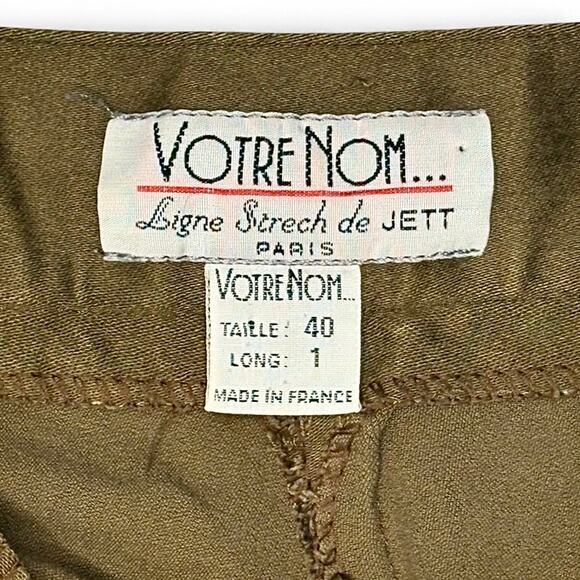 VOTRE NOM...
Ligne Strech de JETT
PARIS
VOTRE NOM...
TAILLE: 40
LONG: 1
MADE IN FRANCE